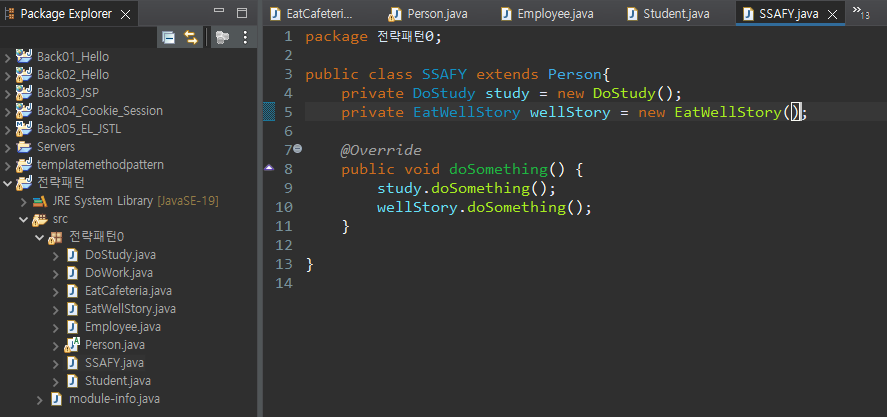 Package Explorer
Back01_Hello
Back02_Hello
Back03_JSP
Back04_Cookie_Session
Back05_EL_JSTL
Servers
templatemethodpattern
전략패턴
JRE System Library [JavaSE-19]
src
전략패턴0
DoStudy.java
DoWork.java
EatCafeteria.java
EatWellStory.java
Employee.java
Person.java
SSAFY.java
Student.java
module-info.java
EatCafeteri... Person.java Employee.java Student.java SSAFY.java »13
1 package 전략패턴0;
2
3 public class SSAFY extends Person{
4 private DoStudy study = new DoStudy();
5 private EatWellStory wellStory = new EatWellStory();
6
7 @Override
8 public void doSomething() {
9 study.doSomething();
10 wellStory.doSomething();
11 }
12
13 }
14